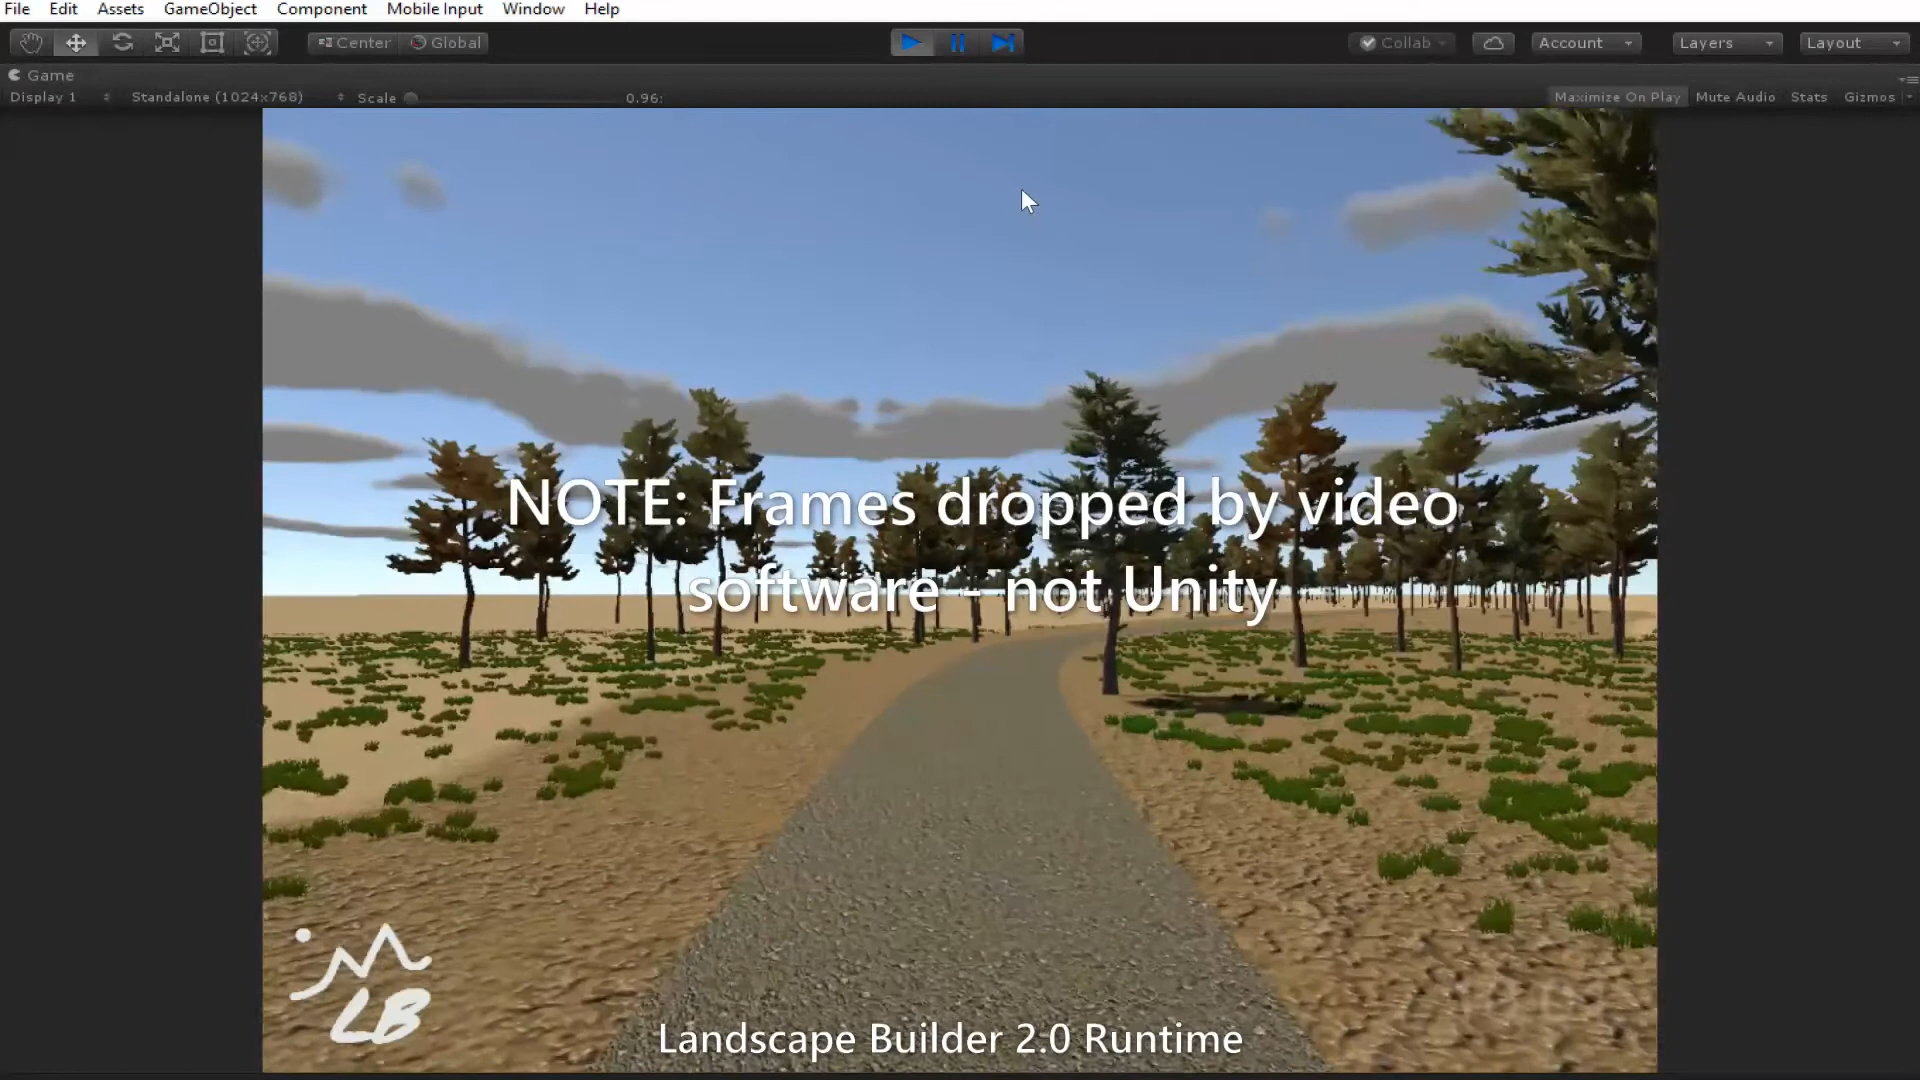 File Edit Assets GameObject Component Mobile Input Window Help
Center Global Collab Account Layers Layout
Game
Display 1 Standalone (1024x768) Scale 0.96: Maximize On Play Mute Audio Stats Gizmos
NOTE: Frames dropped by video
software - not Unity
LB
Landscape Builder 2.0 Runtime